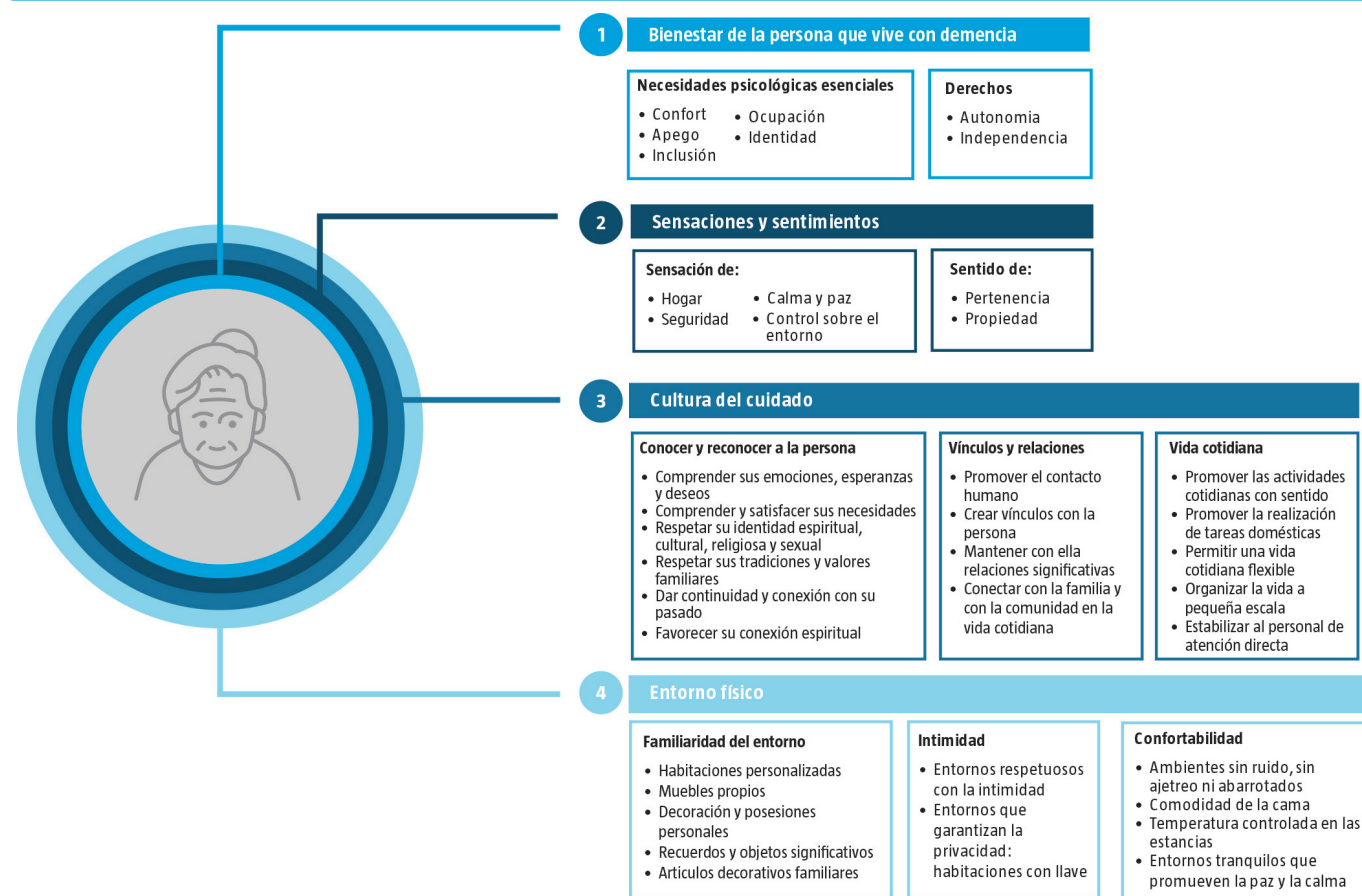 1
Bienestar de la persona que vive con demencia
Necesidades psicológicas esenciales
• Confort
• Apego
• Inclusión
• Ocupación
• Identidad
Derechos
• Autonomia
• Independencia
2
Sensaciones y sentimientos
Sensación de:
• Hogar
• Seguridad
• Calma y paz
• Control sobre el
entorno
Sentido de:
• Pertenencia
• Propiedad
3
Cultura del cuidado
Conocer y reconocer a la persona
• Comprender sus emociones, esperanzas
y deseos
• Comprender y satisfacer sus necesidades
• Respetar su identidad espiritual,
cultural, religiosa y sexual
• Respetar sus tradiciones y valores
familiares
• Dar continuidad y conexión con su
pasado
• Favorecer su conexión espiritual
Vínculos y relaciones
• Promover el contacto
humano
• Crear vínculos con la
persona
• Mantener con ella
relaciones significativas
• Conectar con la familia y
con la comunidad en la
vida cotidiana
Vida cotidiana
• Promover las actividades
cotidianas con sentido
• Promover la realización
de tareas domésticas
• Permitir una vida
cotidiana flexible
• Organizar la vida a
pequeña escala
• Estabilizar al personal de
atención directa
4
Entorno físico
Familiaridad del entorno
• Habitaciones personalizadas
• Muebles propios
• Decoración y posesiones
personales
• Recuerdos y objetos significativos
• Articulos decorativos familiares
Intimidad
• Entornos respetuosos
con la intimidad
• Entornos que
garantizan la
privacidad:
habitaciones con llave
Confortabilidad
• Ambientes sin ruido, sin
ajetreo ni abarrotados
• Comodidad de la cama
• Temperatura controlada en las
estancias
• Entornos tranquilos que
promueven la paz y la calma